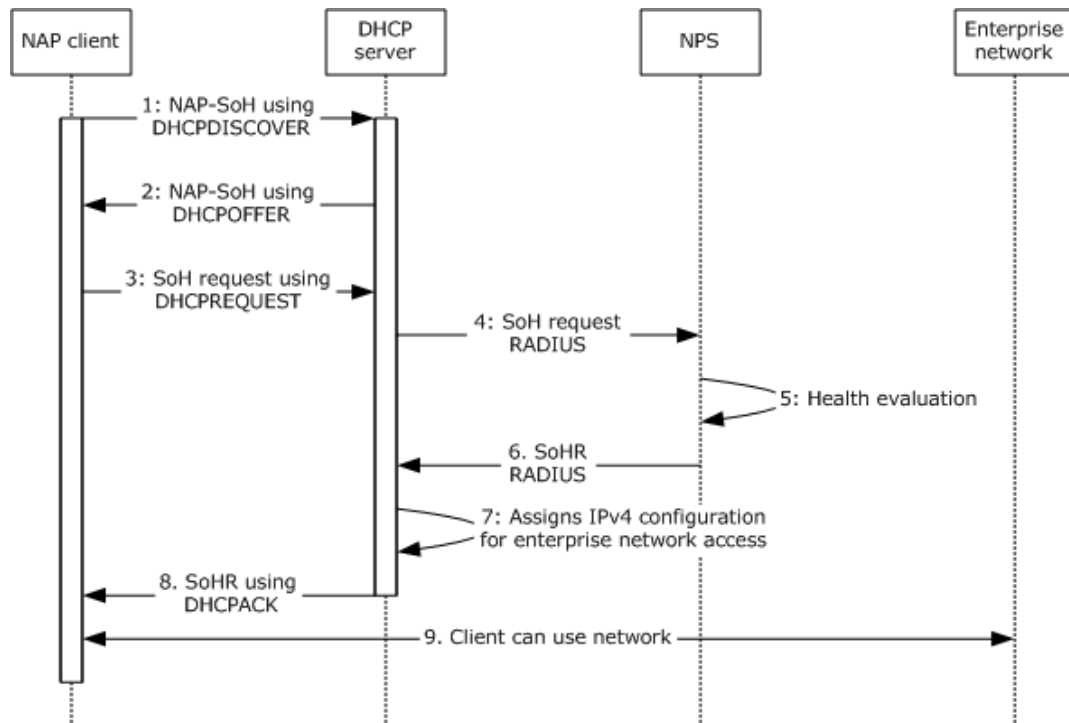 NAP client
DHCP
server
NPS
Enterprise
network
1: NAP-SoH using
DHCPDISCOVER
2: NAP-SoH using
DHCPOFFER
3: SoH request using
DHCPREQUEST
4: SoH request
RADIUS
5: Health evaluation
6. SoHR
RADIUS
7: Assigns IPv4 configuration
for enterprise network access
8. SoHR using
DHCPACK
9. Client can use network